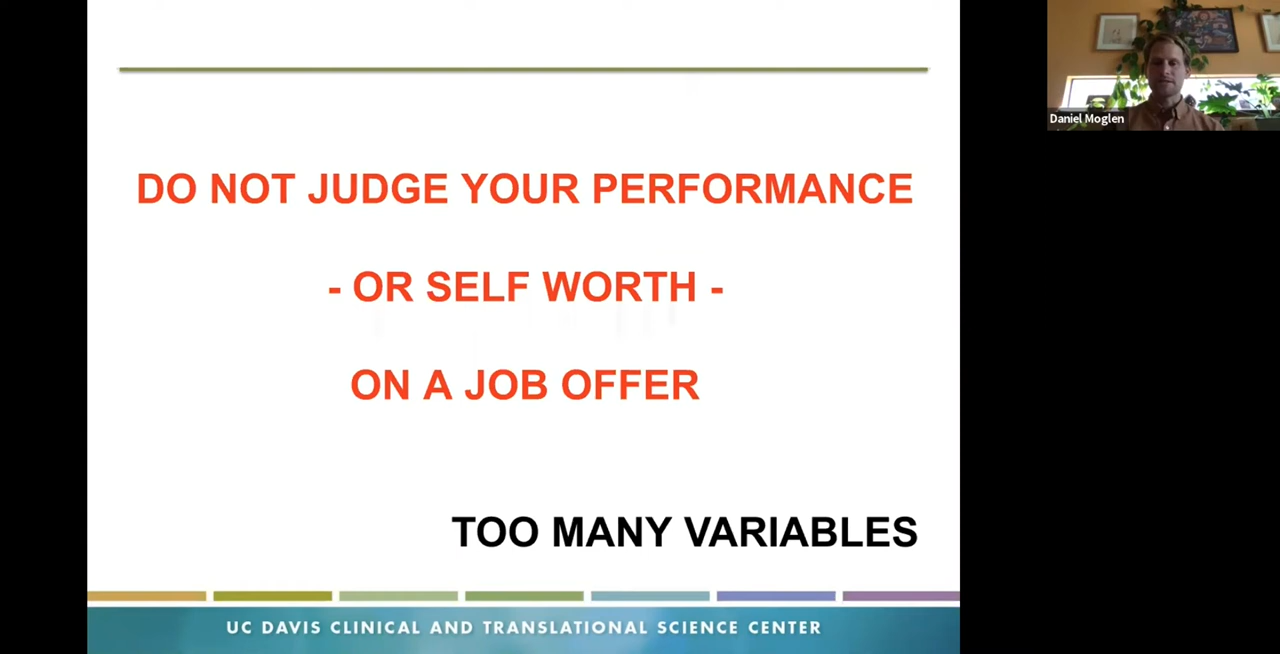 DO NOT JUDGE YOUR PERFORMANCE
- OR SELF WORTH -
ON A JOB OFFER
TOO MANY VARIABLES
UC DAVIS CLINICAL AND TRANSLATIONAL SCIENCE CENTER
Daniel Moglen